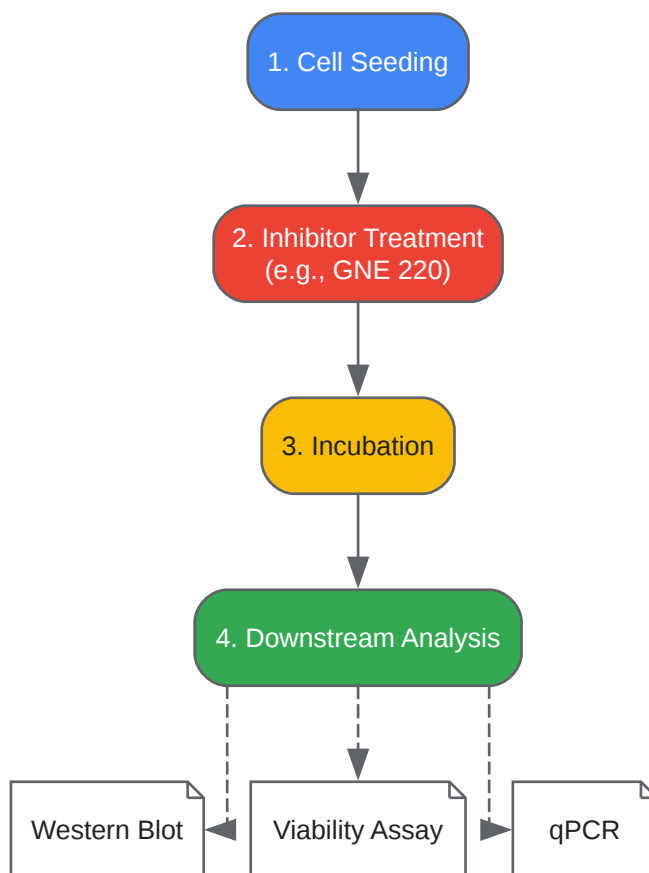 1. Cell Seeding
2. Inhibitor Treatment
(e.g., GNE 220)
3. Incubation
4. Downstream Analysis
Western Blot
Viability Assay
qPCR